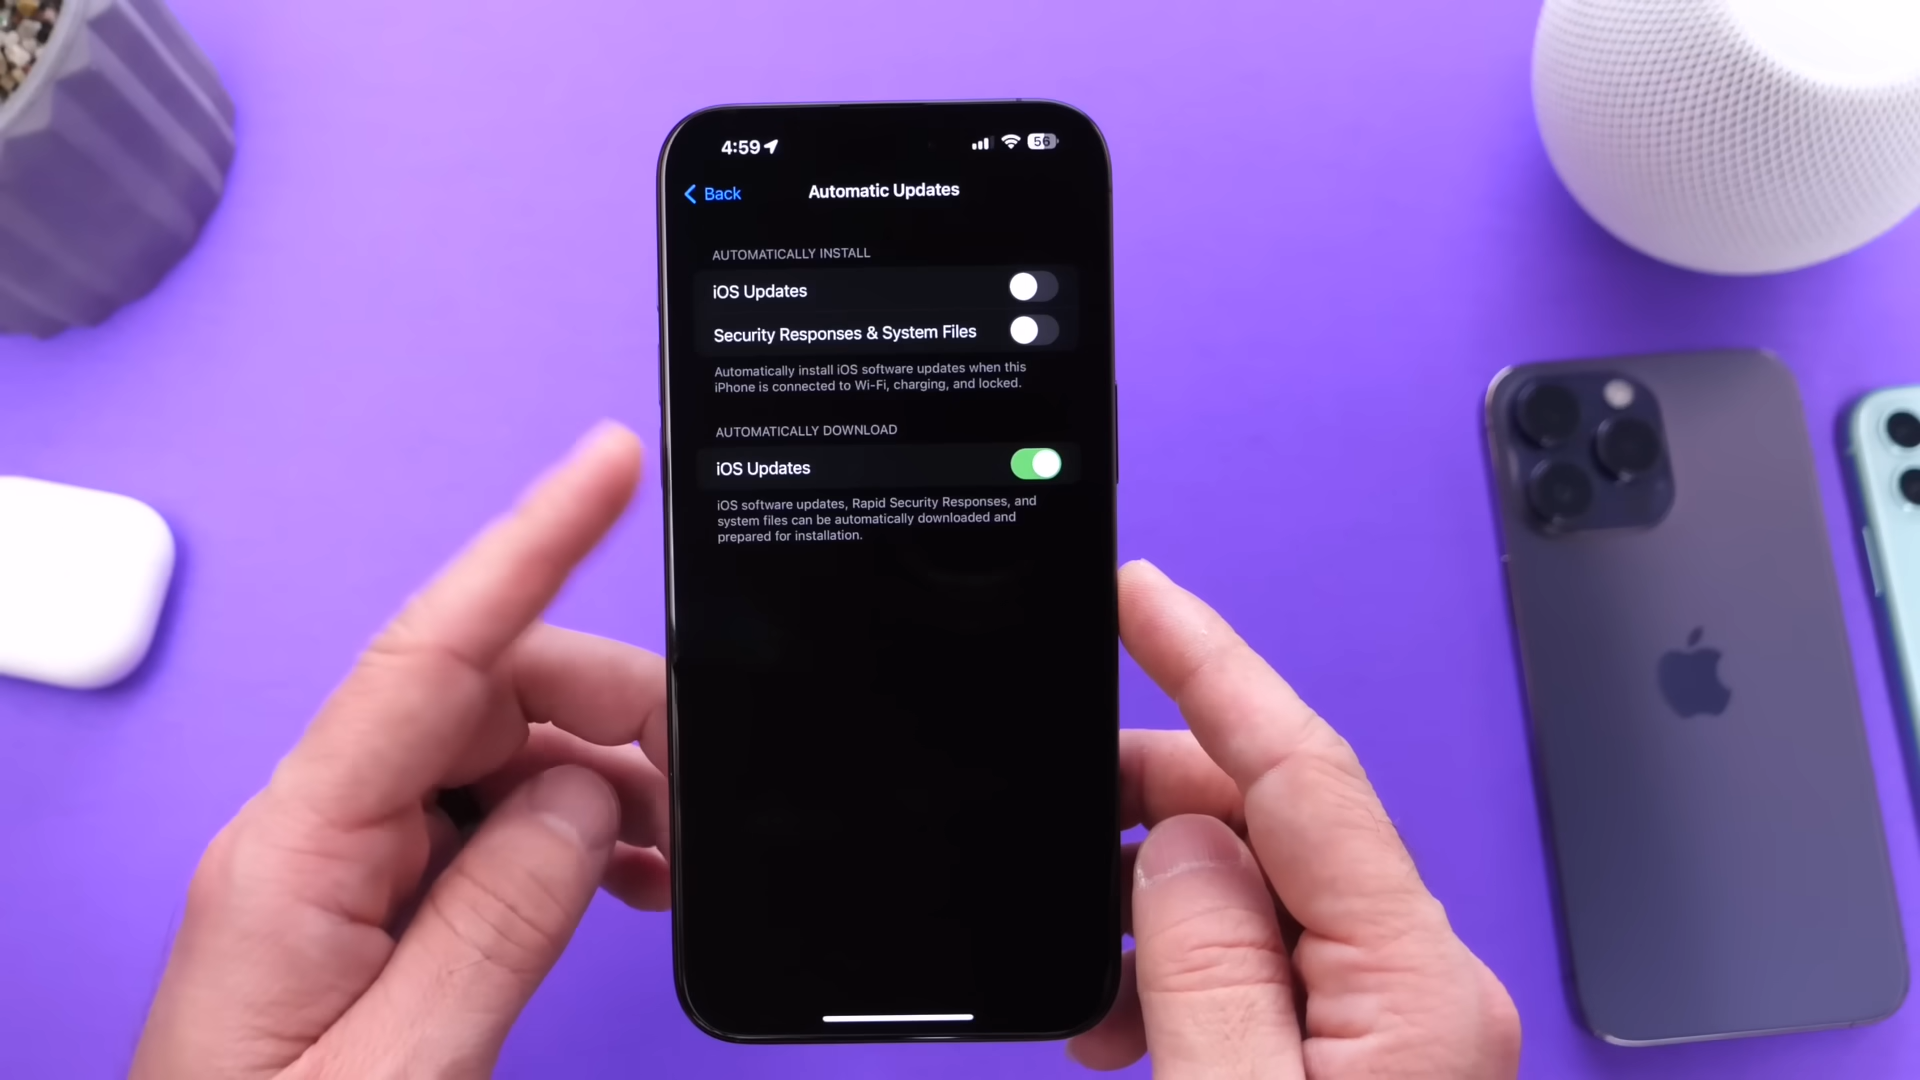 4:59
56
Back
Automatic Updates
AUTOMATICALLY INSTALL
iOS Updates
Security Responses & System Files
Automatically install iOS software updates when this
iPhone is connected to Wi-Fi, charging, and locked.
AUTOMATICALLY DOWNLOAD
iOS Updates
iOS software updates, Rapid Security Responses, and
system files can be automatically downloaded and
prepared for installation.